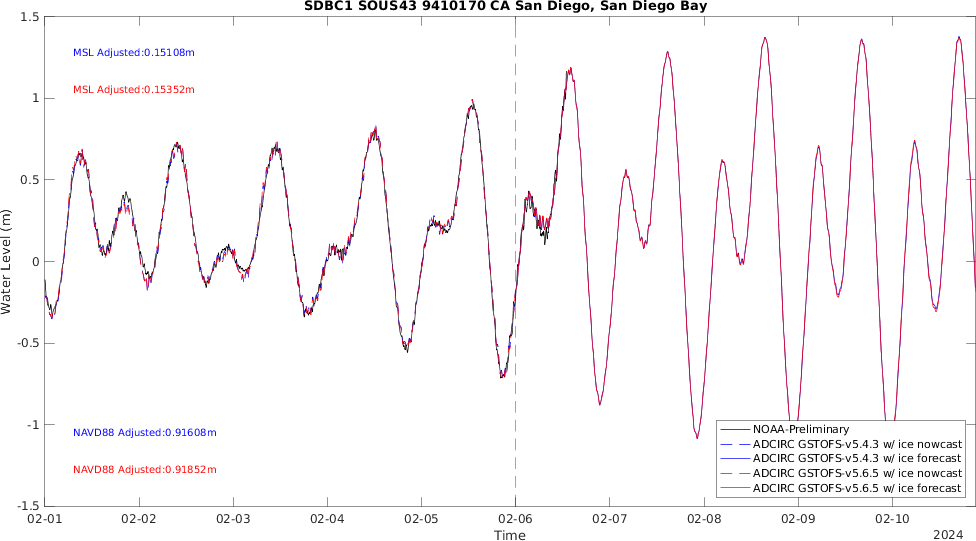 SDBC1 SOUS43 9410170 CA San Diego, San Diego Bay
1.5
MSL Adjusted:0.15108m
MSL Adjusted:0.15352m
1
0.5
Water Level (m)
0
-0.5
-1
NAVD88 Adjusted:0.91608m
NAVD88 Adjusted:0.91852m
-1.5
NOAA-Preliminary
ADCIRC GSTOFS-v5.4.3 w/ ice nowcast
ADCIRC GSTOFS-v5.4.3 w/ ice forecast
ADCIRC GSTOFS-v5.6.5 w/ ice nowcast
ADCIRC GSTOFS-v5.6.5 w/ ice forecast
02-01 02-02 02-03 02-04 02-05 02-06 02-07 02-08 02-09 02-10
Time
2024